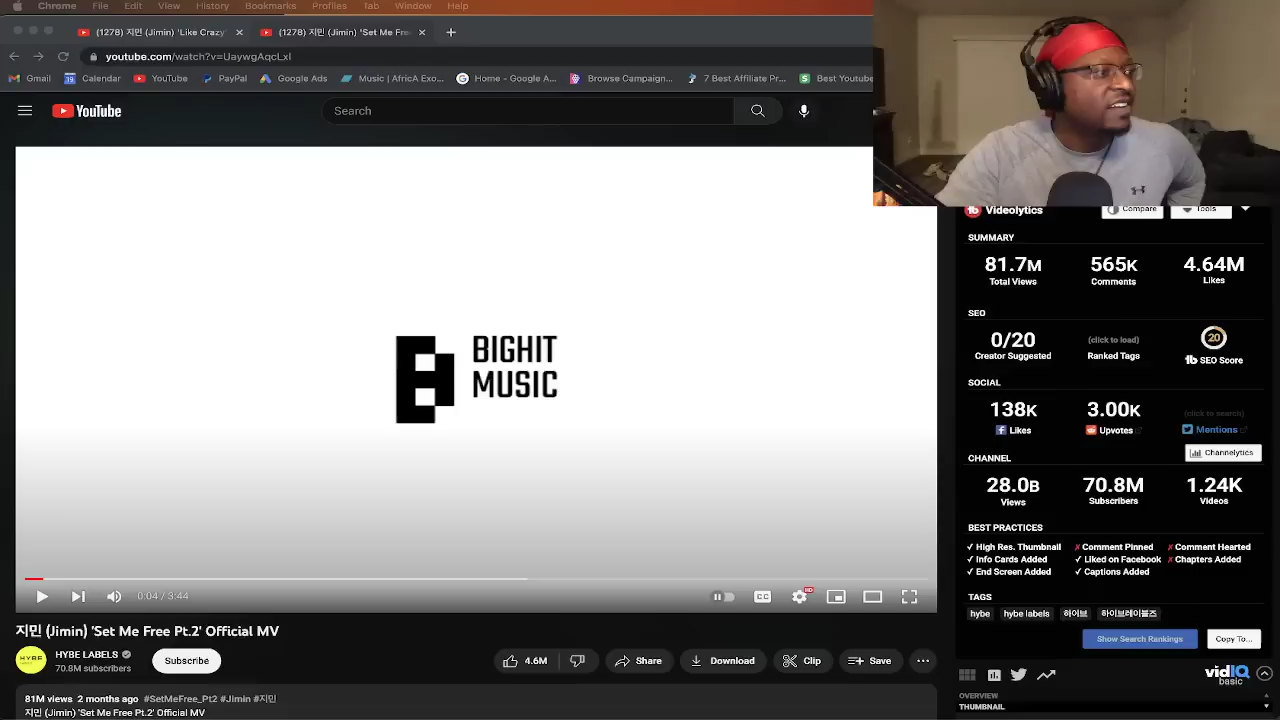 Chrome File Edit View History Bookmarks Profiles Tab Window Help
(1278) 지민 (Jimin) 'Like Crazy' × (1278) 지민 (Jimin) 'Set Me Free × +
youtube.com/watch?v=UaywgAqcLxI
Gmail Calendar YouTube PayPal Google Ads Music | AfricA Exo... Home - Google A... Browse Campaign... 7 Best Affiliate Pr... Best Youtube
YouTube Search
Videolytics Compare Tools
SUMMARY
81.7M 565K 4.64M
Total Views Comments Likes
SEO
0/20 (click to load) 20
Creator Suggested Ranked Tags tb SEO Score
SOCIAL
138K 3.00K (click to search)
Likes Upvotes Mentions
CHANNEL Channelytics
28.0B 70.8M 1.24K
Views Subscribers Videos
BEST PRACTICES
✓ High Res. Thumbnail ✗ Comment Pinned ✗ Comment Hearted
✓ Info Cards Added ✓ Liked on Facebook ✗ Chapters Added
✓ End Screen Added ✓ Captions Added
TAGS
hybe hybe labels 하이브 하이브레이블즈
Show Search Rankings Copy To...
vidIQ
basic
OVERVIEW
THUMBNAIL
BIGHIT
MUSIC
0:04 / 3:44 CC HD
지민 (Jimin) 'Set Me Free Pt.2' Official MV
HYBE LABELS
70.8M subscribers
Subscribe 4.6M Share Download Clip Save ...
81M views 2 months ago #SetMeFree_Pt2 #Jimin #지민
지민 (Jimin) 'Set Me Free Pt.2' Official MV